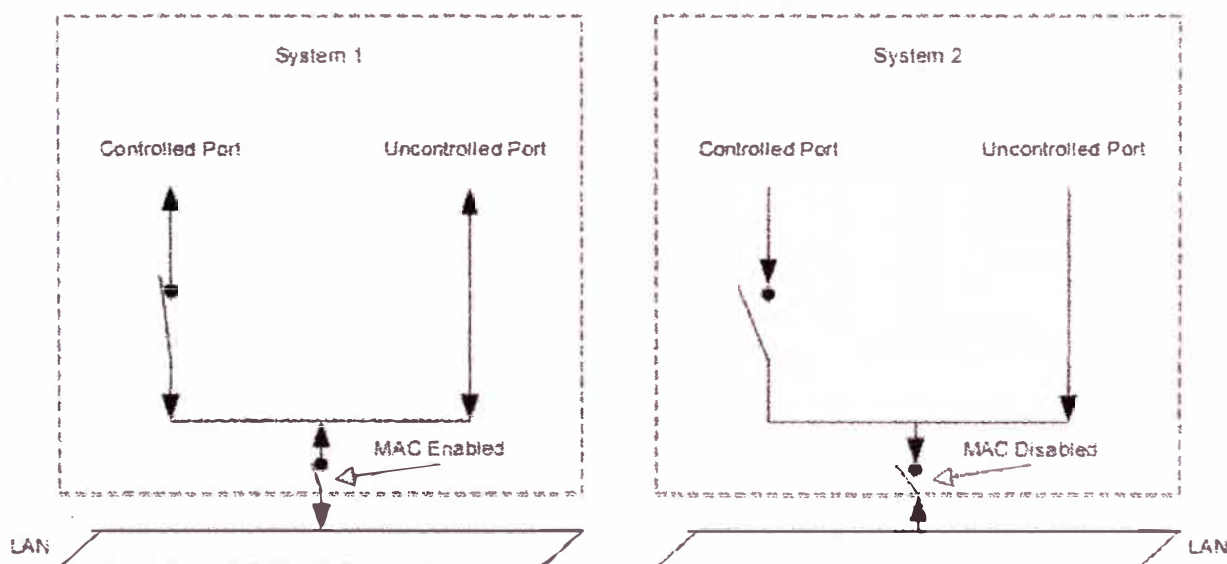 System 1
Controlled Port
Uncontrolled Port
MAC Enabled
LAN
System 2
Controlled Port
Uncontrolled Port
MAC Disabled
LAN